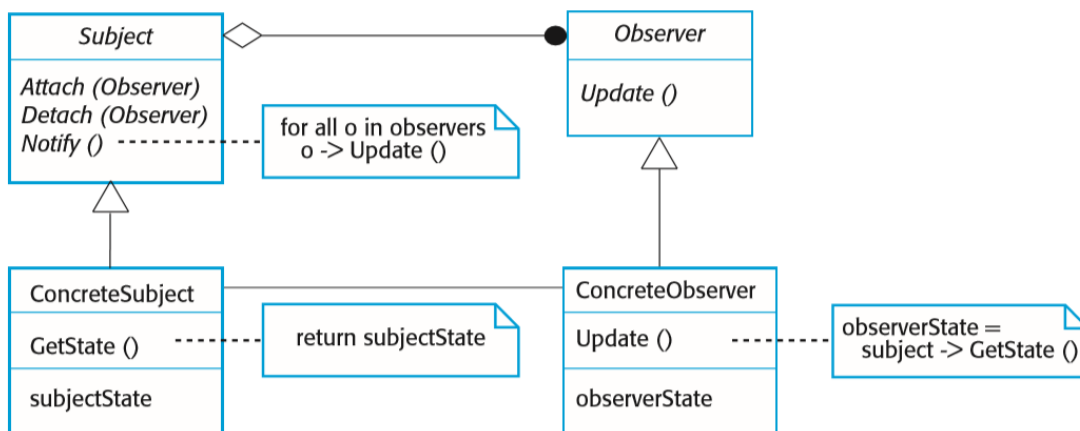 Subject
Attach (Observer)
Detach (Observer)
Notify ()
for all o in observers
o -> Update ()
Observer
Update ()
ConcreteSubject
GetState ()
subjectState
return subjectState
ConcreteObserver
Update ()
observerState
observerState =
subject -> GetState ()